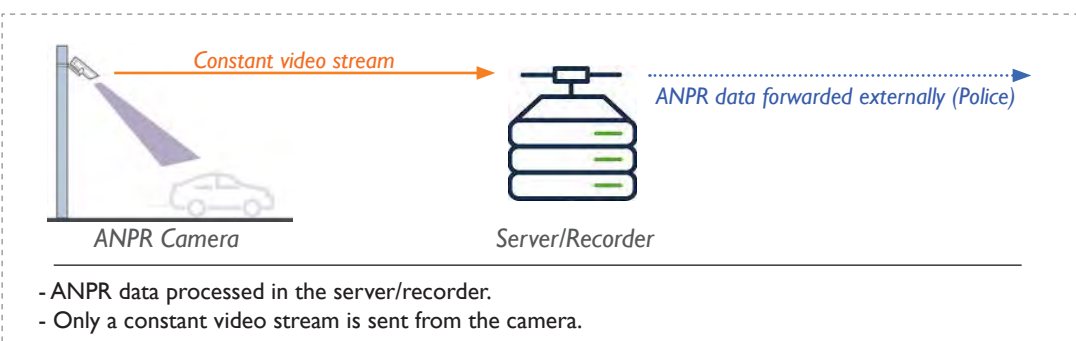 Constant video stream
ANPR data forwarded externally (Police)
ANPR Camera
Server/Recorder
- ANPR data processed in the server/recorder.
- Only a constant video stream is sent from the camera.